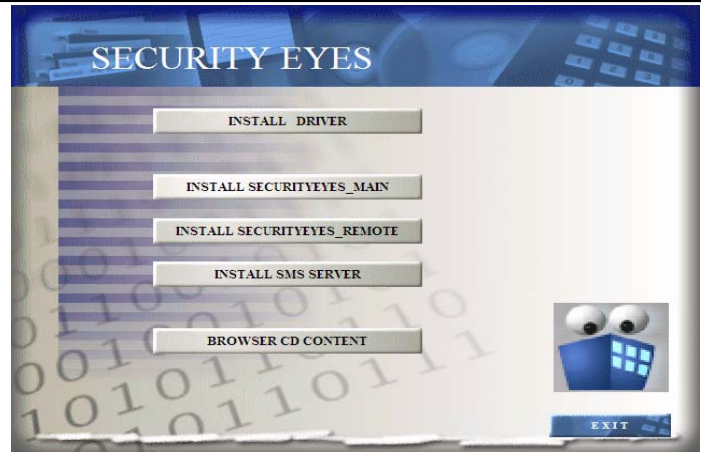 SECURITY EYES
INSTALL DRIVER
INSTALL SECURITYEYES_MAIN
INSTALL SECURITYEYES_REMOTE
INSTALL SMS SERVER
BROWSER CD CONTENT
EXIT